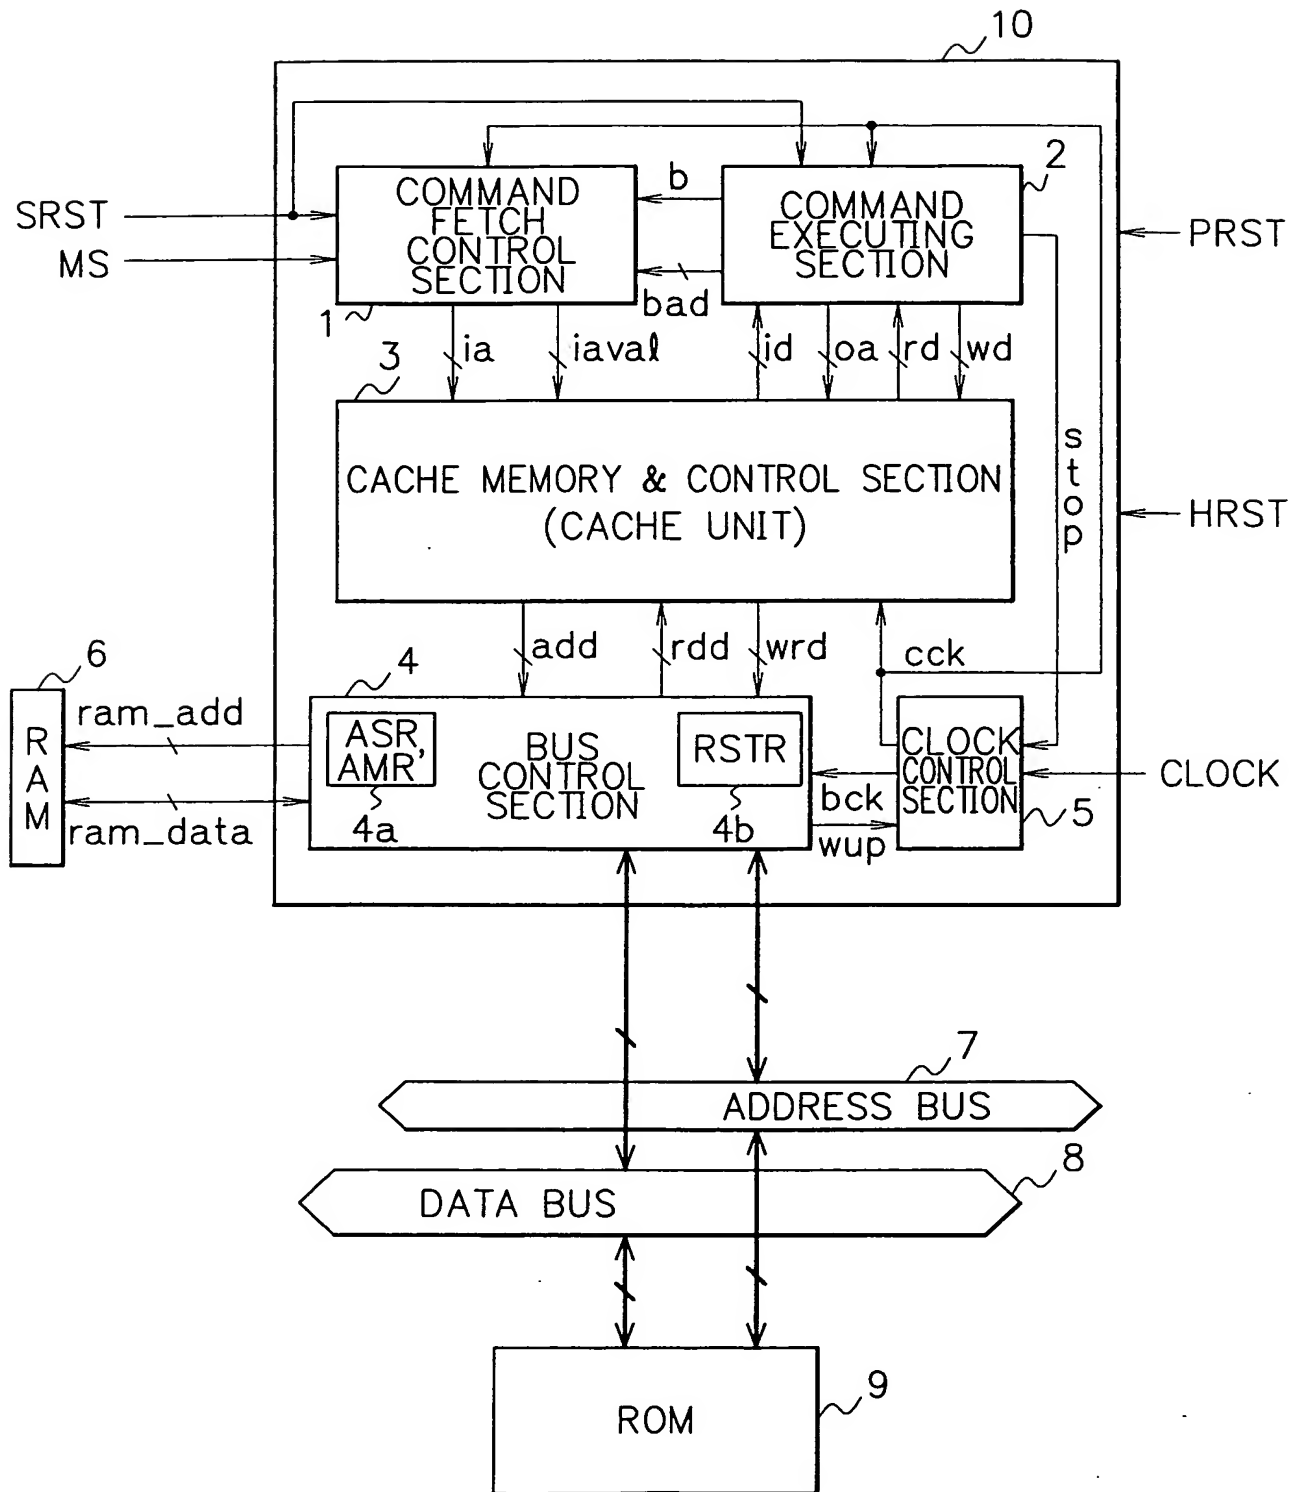 10
SRST
MS
COMMAND
FETCH
CONTROL
SECTION
1
b
bad
COMMAND
EXECUTING
SECTION
2
PRST
ia
iaval
id
oa
rd
wd
3
CACHE MEMORY & CONTROL SECTION
(CACHE UNIT)
stop
HRST
add
rdd
wrd
cck
6
RAM
ram_add
ram_data
4
ASR,
AMR
4a
BUS
CONTROL
SECTION
RSTR
4b
bck
wup
CLOCK
CONTROL
SECTION
5
CLOCK
7
ADDRESS BUS
8
DATA BUS
ROM
9